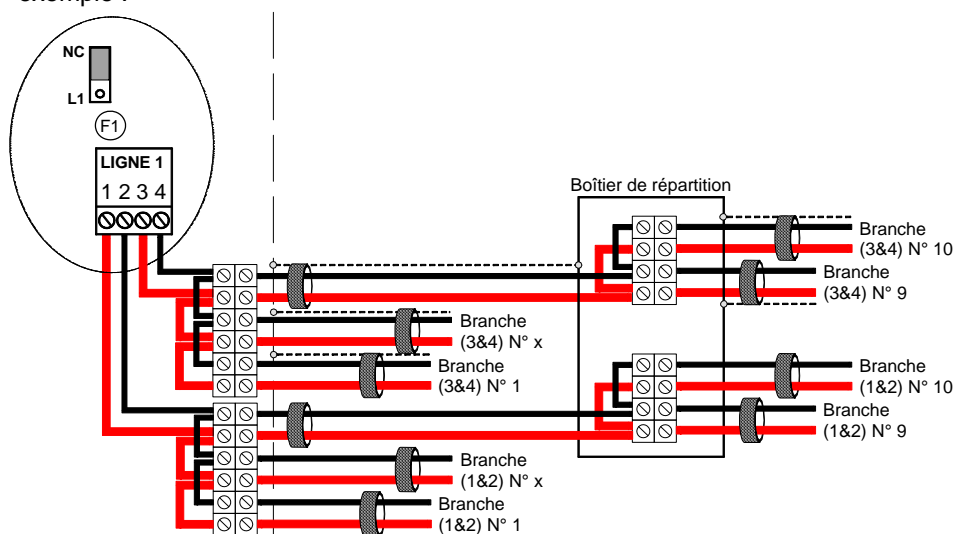 NC
L1
F1
LIGNE 1
1 2 3 4
Boîtier de répartition
Branche
(3&4) N° 10
Branche
(3&4) N° 9
Branche
(3&4) N° x
Branche
(3&4) N° 1
Branche
(1&2) N° 10
Branche
(1&2) N° 9
Branche
(1&2) N° x
Branche
(1&2) N° 1